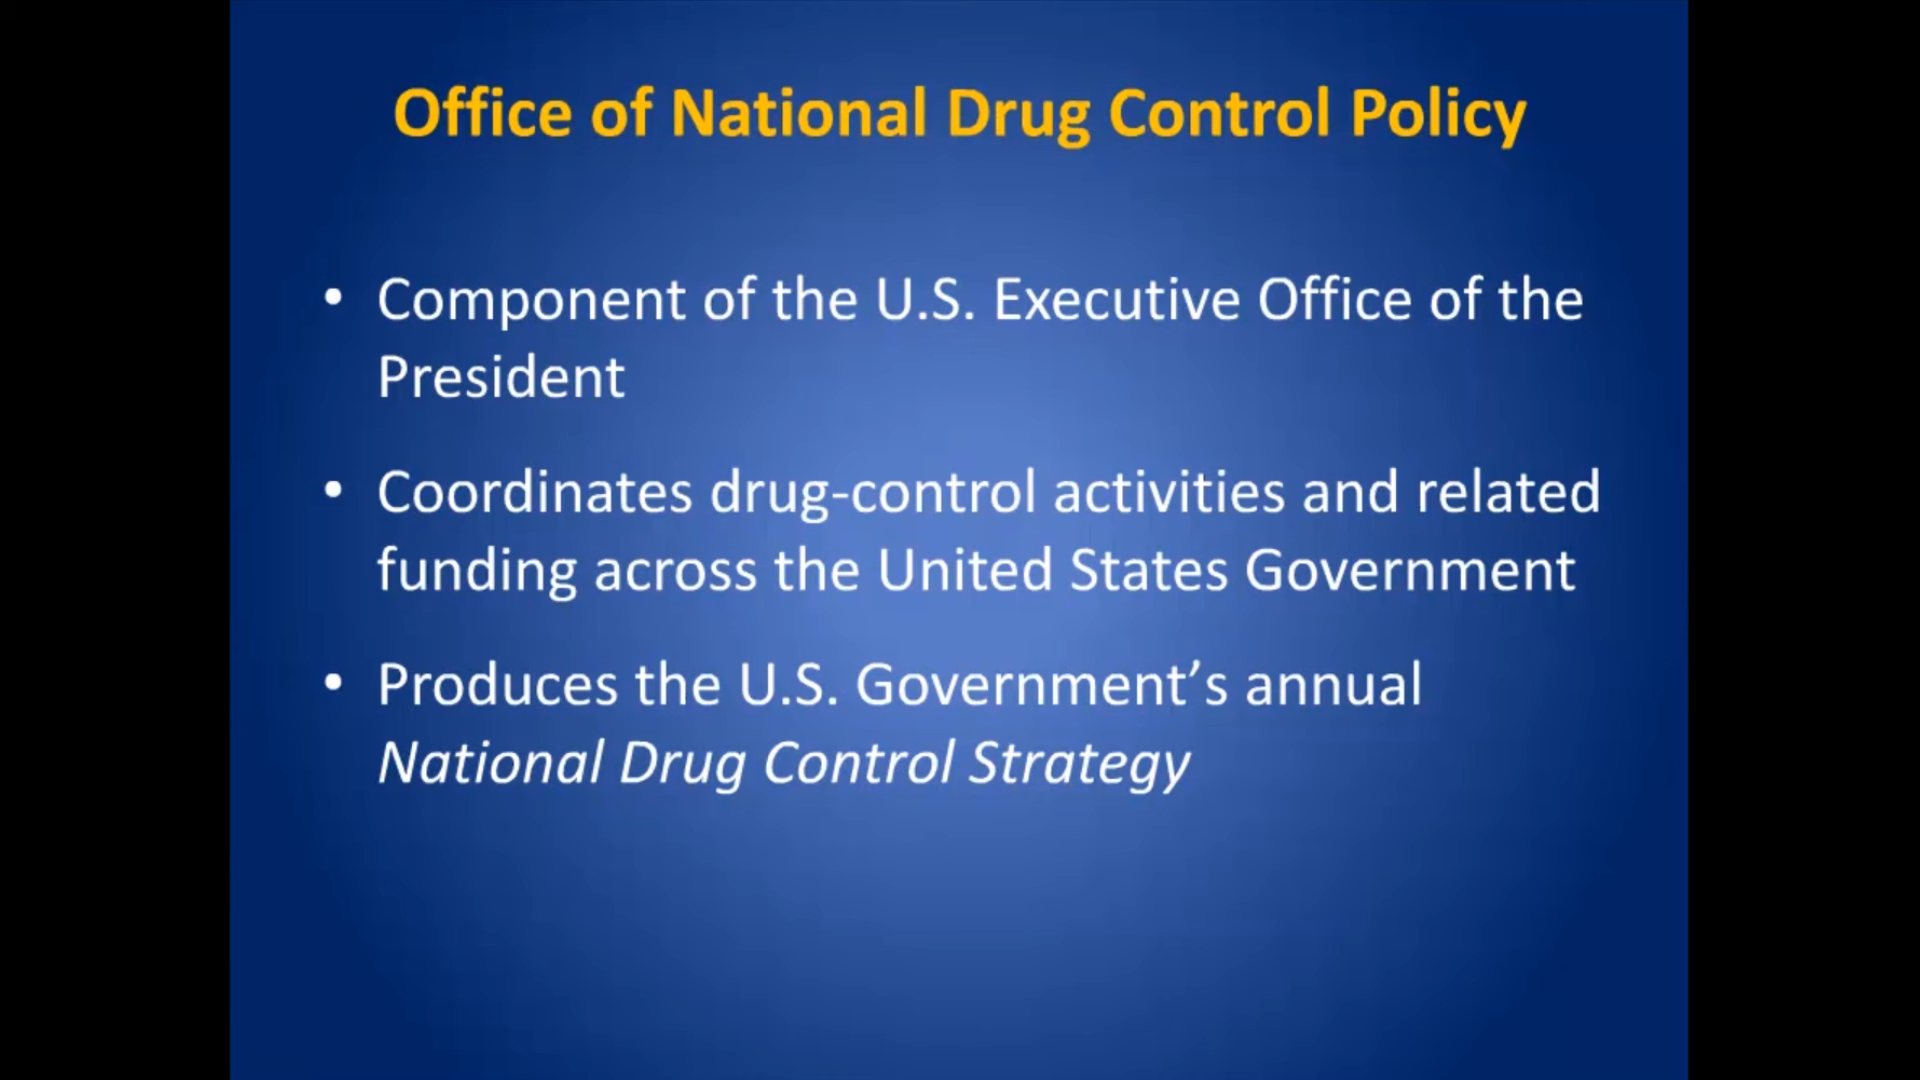 Office of National Drug Control Policy
• Component of the U.S. Executive Office of the
President
• Coordinates drug-control activities and related
funding across the United States Government
• Produces the U.S. Government’s annual
National Drug Control Strategy